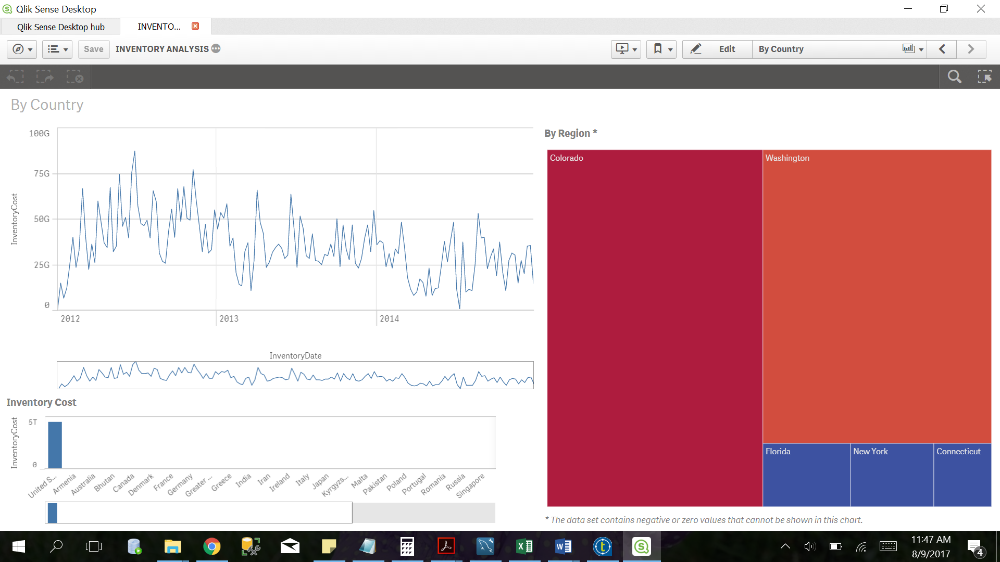 Qlik Sense Desktop
Qlik Sense Desktop hub
INVENTO...
Save
INVENTORY ANALYSIS
Edit
By Country
By Country
100G
75G
50G
25G
0
InventoryCost
2012
2013
2014
InventoryDate
Inventory Cost
InventoryCost
5T
0
United S...
Armenia
Australia
Bhutan
Canada
Denmark
France
Germany
Greater ...
Greece
India
Iran
Ireland
Italy
Japan
Kyrgyzs...
Malta
Pakistan
Poland
Portugal
Romania
Russia
Singapore
By Region *
Colorado
Washington
Florida
New York
Connecticut
* The data set contains negative or zero values that cannot be shown in this chart.
11:47 AM
8/9/2017
4